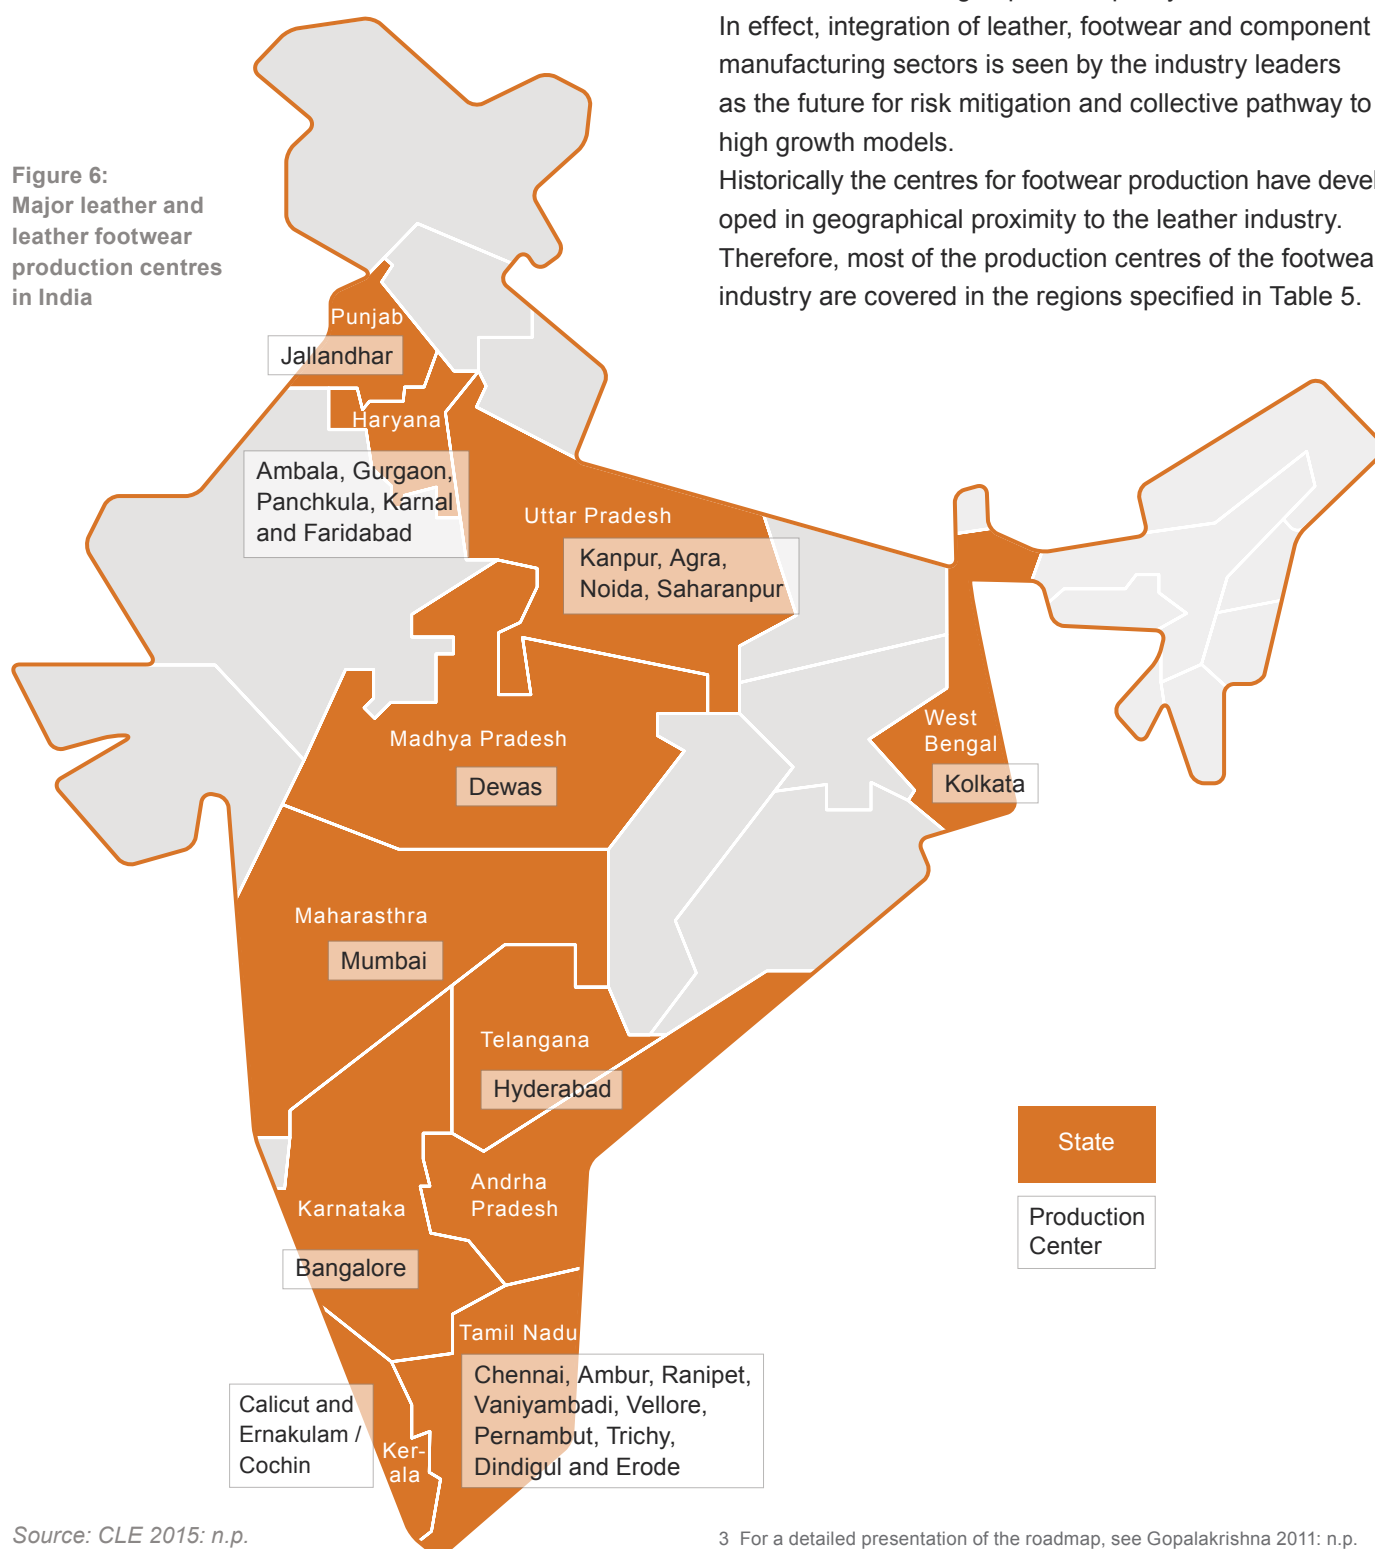 In effect, integration of leather, footwear and component
manufacturing sectors is seen by the industry leaders
as the future for risk mitigation and collective pathway to
high growth models.
Historically the centres for footwear production have devel
oped in geographical proximity to the leather industry.
Therefore, most of the production centres of the footwea
industry are covered in the regions specified in Table 5.
Figure 6:
Major leather and
leather footwear
production centres
in India
Punjab
Jallandhar
Haryana
Ambala, Gurgaon,
Panchkula, Karnal
and Faridabad
Uttar Pradesh
Kanpur, Agra,
Noida, Saharanpur
West
Bengal
Kolkata
Madhya Pradesh
Dewas
Maharasthra
Mumbai
Telangana
Hyderabad
Andrha
Pradesh
Karnataka
Bangalore
Tamil Nadu
Chennai, Ambur, Ranipet,
Vaniyambadi, Vellore,
Pernambut, Trichy,
Dindigul and Erode
Calicut and
Ernakulam /
Cochin
Ker-
ala
State
Production
Center
Source: CLE 2015: n.p.
3 For a detailed presentation of the roadmap, see Gopalakrishna 2011: n.p.